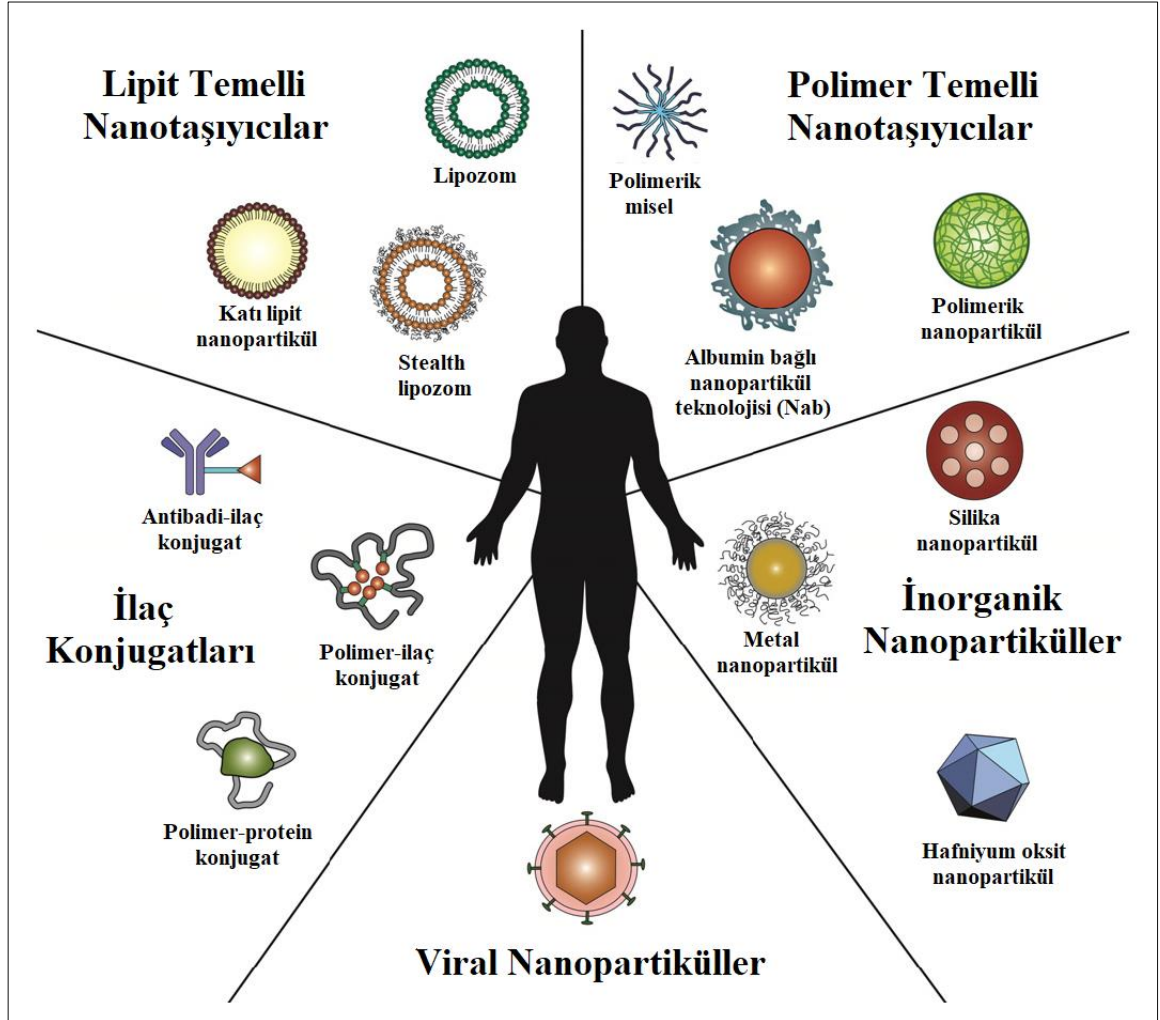 Lipit Temelli
Nanotaşıyıcılar
Lipozom
Katı lipit
nanopartikül
Stealth
lipozom
Polimer Temelli
Nanotaşıyıcılar
Polimerik
misel
Polimerik
nanopartikül
Albumin bağlı
nanopartikül
teknolojisi (Nab)
Antibadi-ilaç
konjugat
İlaç
Konjugatları
Polimer-ilaç
konjugat
Polimer-protein
konjugat
Silika
nanopartikül
İnorganik
Nanopartiküller
Metal
nanopartikül
Hafniyum oksit
nanopartikül
Viral Nanopartiküller